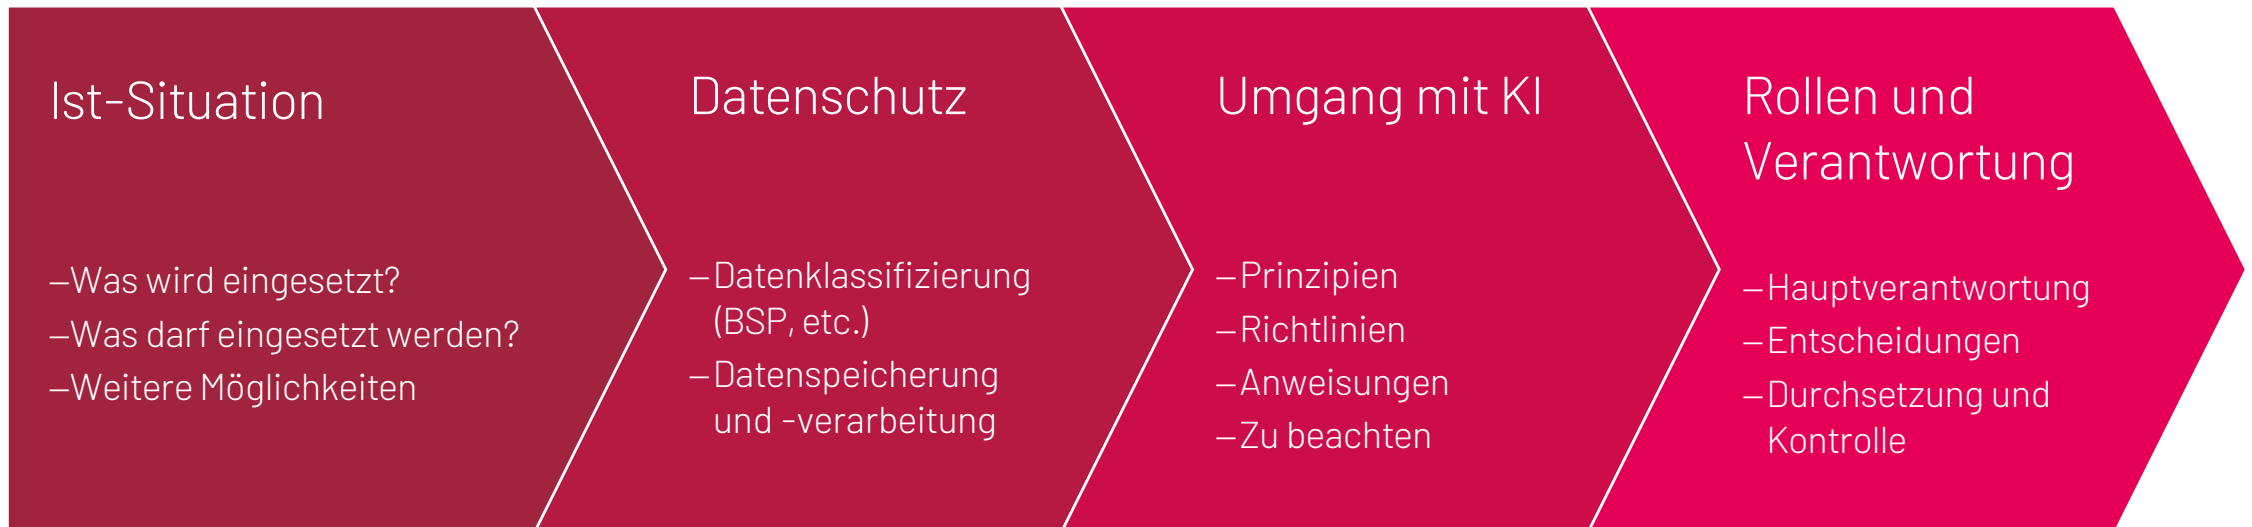 Ist-Situation
–Was wird eingesetzt?
–Was darf eingesetzt werden?
–Weitere Möglichkeiten
Datenschutz
–Datenklassifizierung
(BSP, etc.)
–Datenspeicherung
und -verarbeitung
Umgang mit KI
–Prinzipien
–Richtlinien
–Anweisungen
–Zu beachten
Rollen und
Verantwortung
–Hauptverantwortung
–Entscheidungen
–Durchsetzung und
Kontrolle